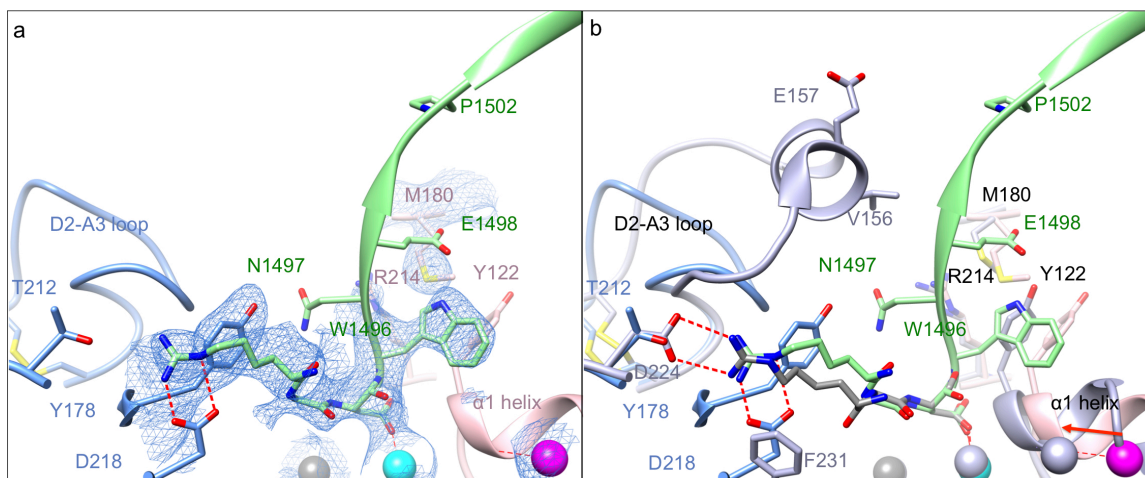 a
P1502
M180
D2-A3 loop
E1498
N1497
R214
Y122
T212
W1496
Y178
α1 helix
D218
b
E157
P1502
M180
V156
E1498
D2-A3 loop
N1497
R214
Y122
T212
W1496
D224
Y178
α1 helix
D218
F231